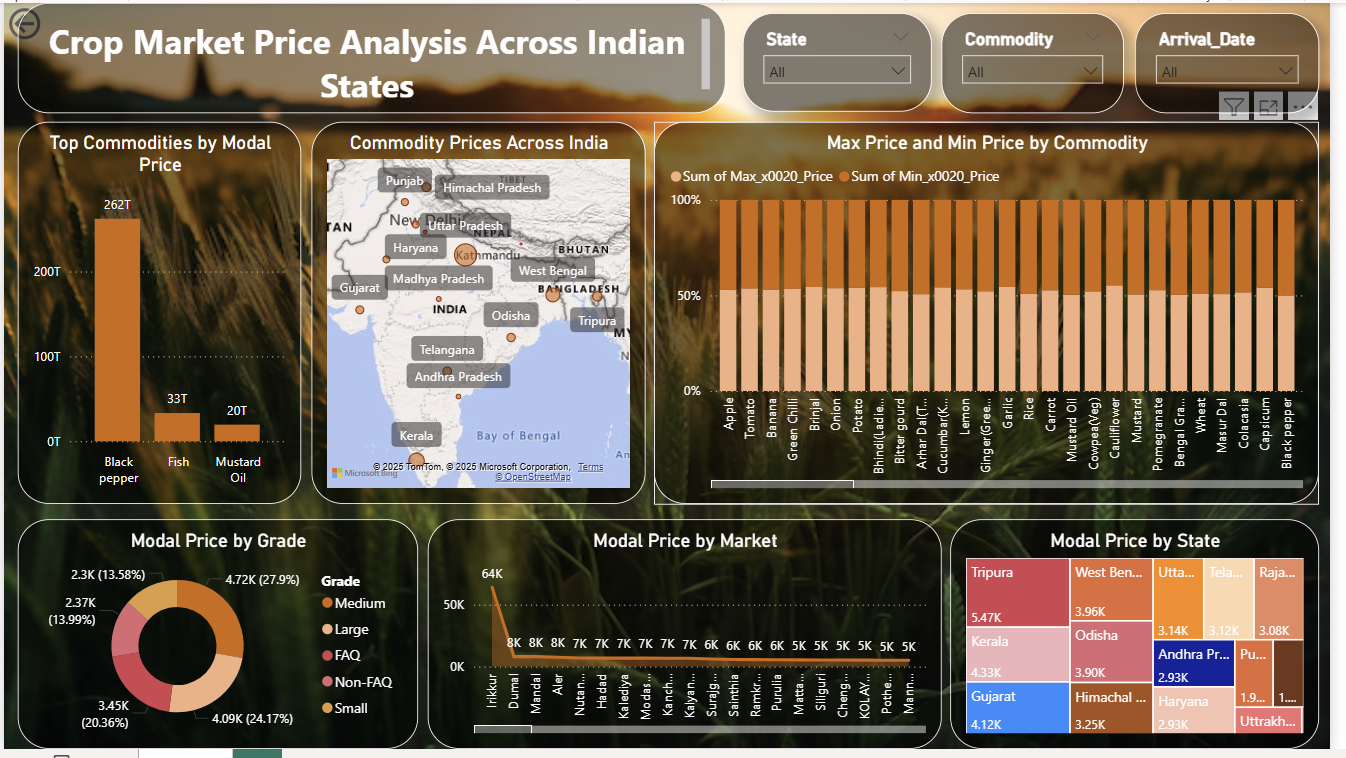 Crop Market Price Analysis Across Indian
States
State
All
Commodity
All
Arrival_Date
All
Top Commodities by Modal
Price
262T
200T
100T
0T
33T
20T
Black
pepper
Fish
Mustard
Oil
Commodity Prices Across India
Punjab
TIBET
Himachal Pradesh
New Delhi
TAN
Uttar Pradesh
NEPAL
Haryana
Kathmandu
BHUTAN
Madhya Pradesh
West Bengal
Gujarat
BANGLADESH
INDIA
Odisha
Tripura
MY
N
Telangana
Andhra Pradesh
Kerala
Bay of Bengal
An
Microsoft Bing
© 2025 TomTom, © 2025 Microsoft Corporation,
Terms
© OpenStreetMap
Max Price and Min Price by Commodity
Sum of Max_x0020_Price
Sum of Min_x0020_Price
100%
50%
0%
Apple
Tomato
Banana
Green Chilli
Brinjal
Onion
Potato
Bhindi(Ladie...
Bitter gourd
Arhar Dal(T...
Cucumbar(K...
Lemon
Ginger(Gree...
Garlic
Rice
Carrot
Mustard Oil
Cowpea(Veg)
Cauliflower
Mustard
Pomegranate
Bengal Gra...
Wheat
Masur Dal
Colacasia
Capsicum
Black pepper
Modal Price by Grade
2.3K (13.58%)
4.72K (27.9%)
2.37K
(13.99%)
3.45K
(20.36%)
4.09K (24.17%)
Grade
Medium
Large
FAQ
Non-FAQ
Small
Modal Price by Market
64K
50K
0K
8K 8K 8K 7K 7K 7K 7K 7K 7K 6K 6K 6K 6K 5K 5K 5K 5K 5K 5K
Irikkur
Dumal
Mandal
Aler
Nutan...
Hadad
Kalediya
Modas...
Kanch...
Kalyan...
Surajg...
Sainthia
Ramkr...
Purulia
Matta...
Siliguri
Cheng...
KOLAY...
Pothe...
Mann...
Modal Price by State
Tripura
5.47K
Kerala
4.33K
Gujarat
4.12K
West Ben...
3.96K
Odisha
3.90K
Himachal ...
3.25K
Utta...
3.14K
Tela...
3.12K
Raja...
3.08K
Andhra Pr...
2.93K
Haryana
2.93K
Pu...
1.9...
1....
Uttrakh...